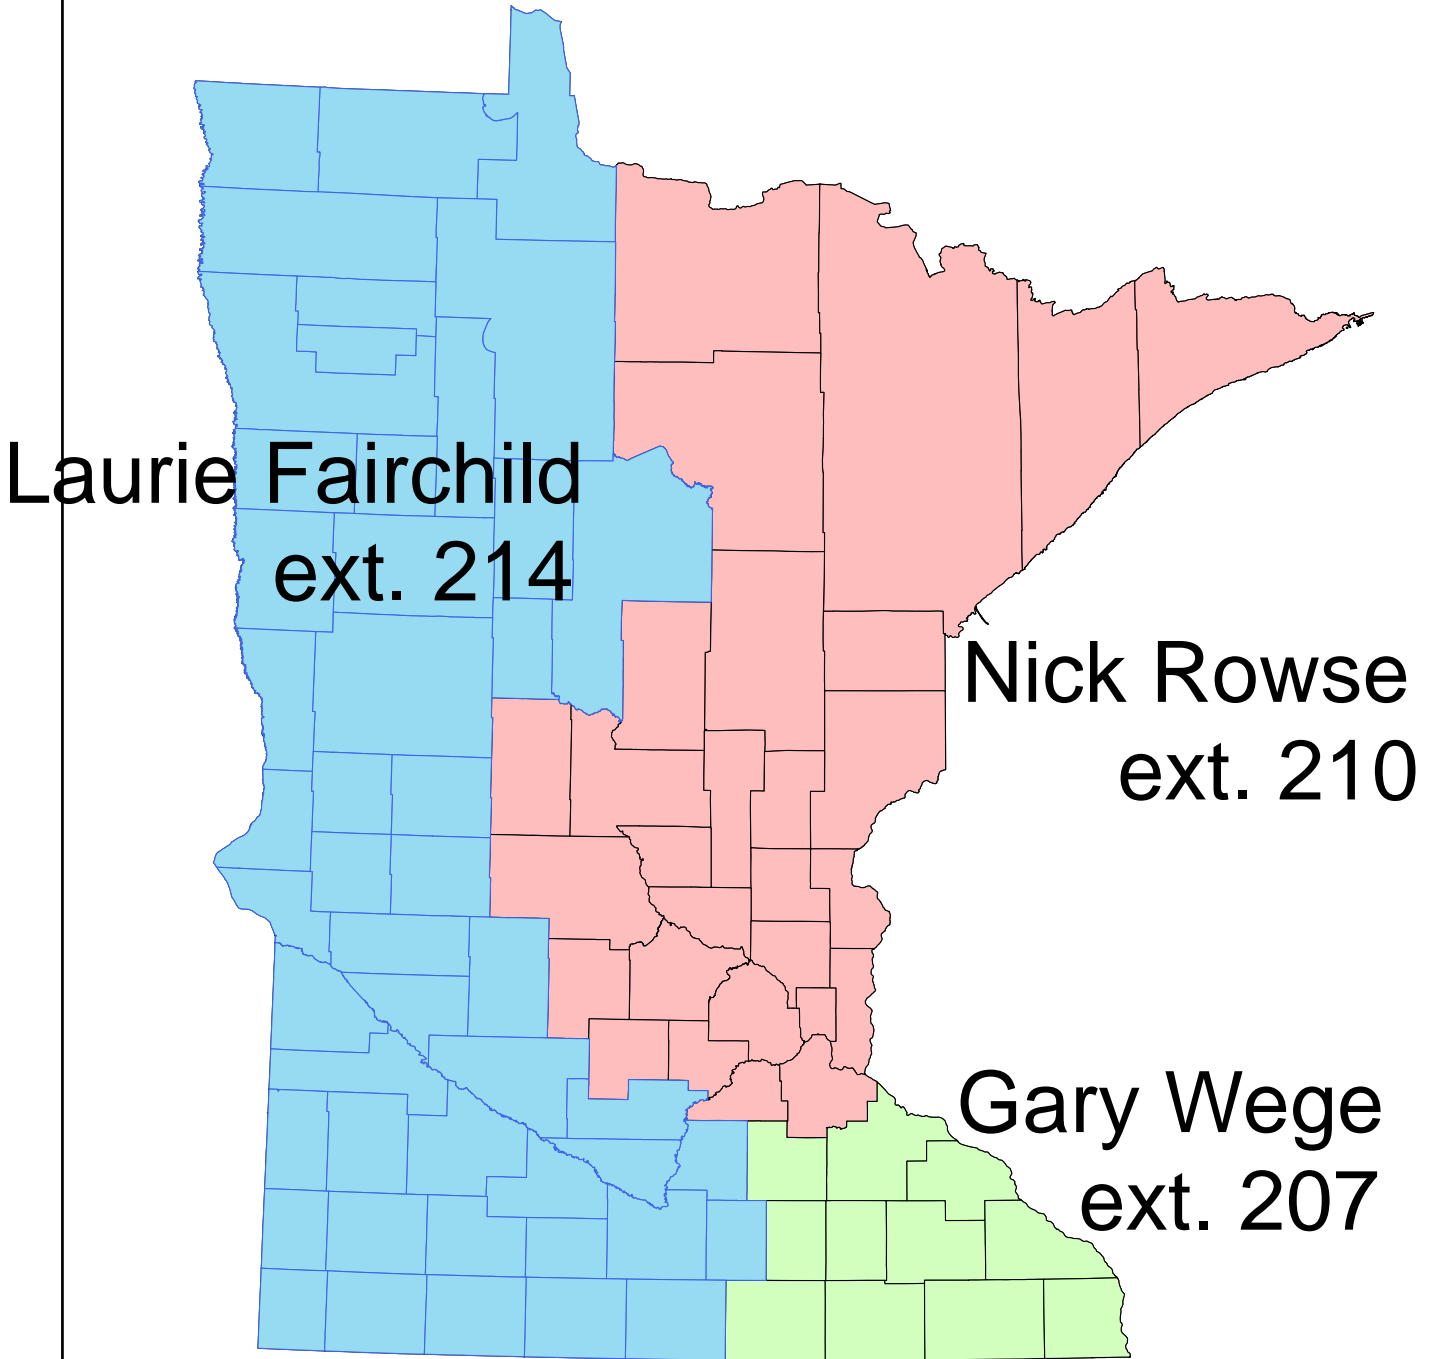 Laurie Fairchild
ext. 214
Nick Rowse
ext. 210
Gary Wege
ext. 207